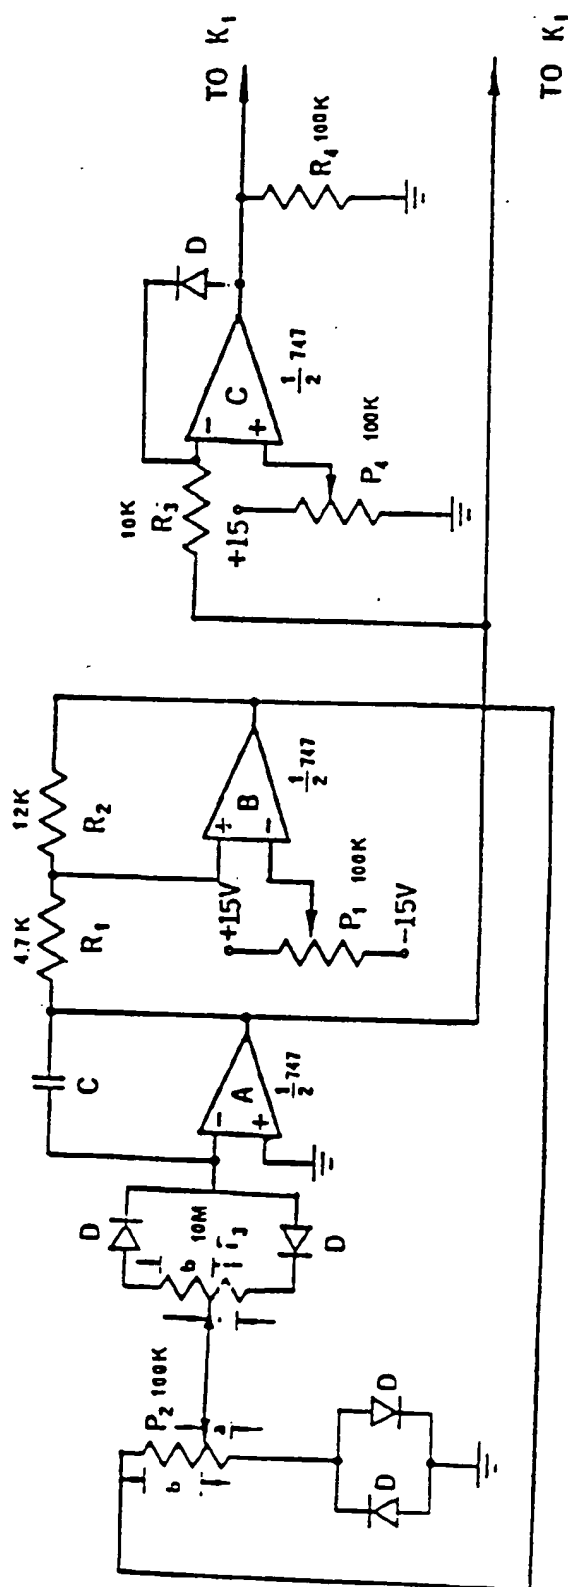 P₂ 100K
b
a
D
D
D
10M
b
D
C
A
−
+
½ 747
4.7K
R₁
12K
R₂
B
+
−
½ 747
+15V
P₁ 100K
−15V
10K
R₃
+15
C
−
+
½ 747
P₄ 100K
D
R₄ 100K
TO K₁
TO K₁